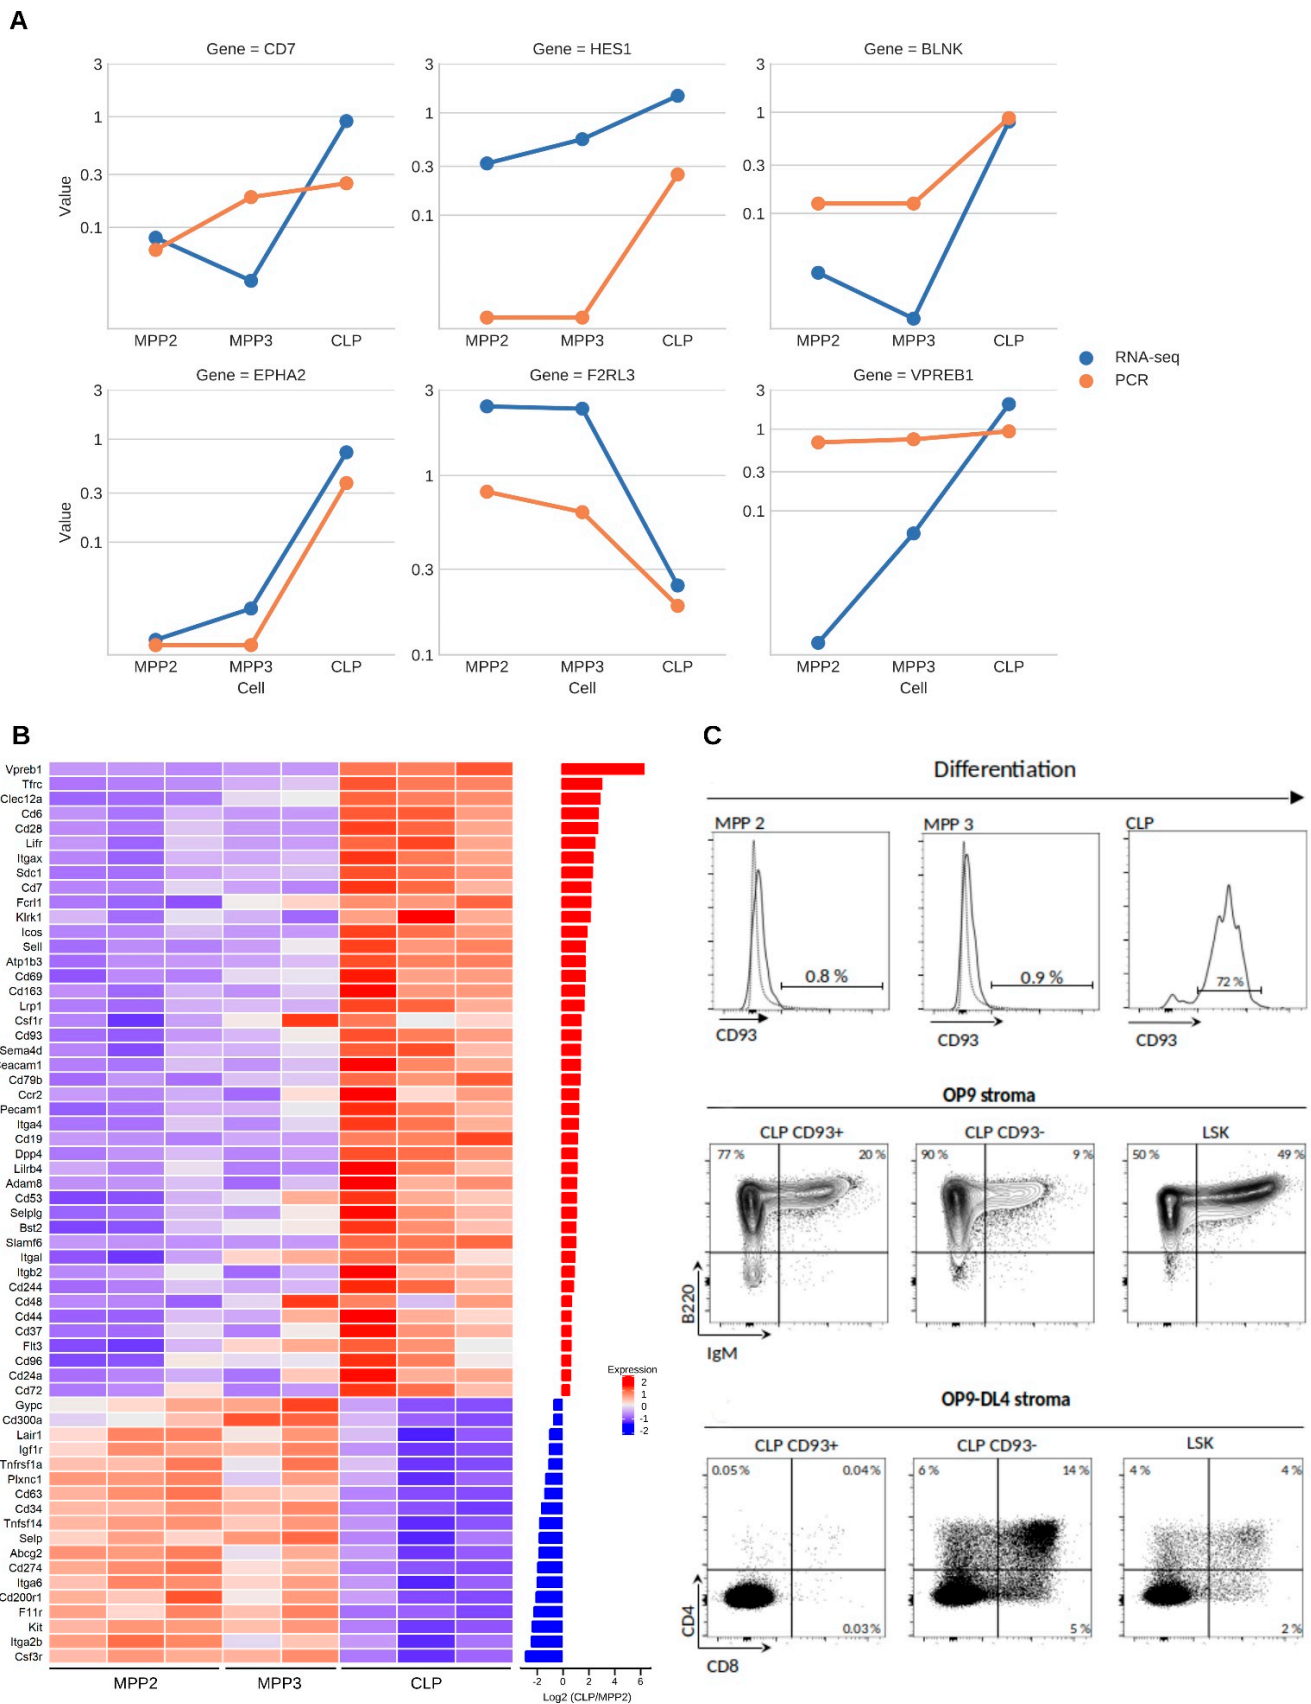 A
Gene = CD7
Gene = HES1
Gene = BLNK
3
1
0.3
0.1
Value
MPP2 MPP3 CLP
3
1
0.3
0.1
MPP2 MPP3 CLP
3
1
0.3
0.1
MPP2 MPP3 CLP
RNA-seq
PCR
Gene = EPHA2
Gene = F2RL3
Gene = VPREB1
3
1
0.3
0.1
Value
MPP2 MPP3 CLP
Cell
3
1
0.3
0.1
MPP2 MPP3 CLP
Cell
3
1
0.3
0.1
MPP2 MPP3 CLP
Cell
B
Vpreb1
Tfrc
Clec12a
Cd6
Cd28
Lifr
Itgax
Sdc1
Cd7
Fcrl1
Klrk1
Icos
Sell
Atp1b3
Cd69
Cd163
Lrp1
Csf1r
Cd93
Sema4d
eacam1
Cd79b
Ccr2
Pecam1
Itga4
Cd19
Dpp4
Lilrb4
Adam8
Cd53
Selplg
Bst2
Slamf6
Itgal
Itgb2
Cd244
Cd48
Cd44
Cd37
Flt3
Cd96
Cd24a
Cd72
Gypc
Cd300a
Lair1
Igf1r
Tnfrsf1a
Plxnc1
Cd63
Cd34
Tnfsf14
Selp
Abcg2
Cd274
Itga6
Cd200r1
F11r
Kit
Itga2b
Csf3r
MPP2 MPP3 CLP
-2 0 2 4 6
Log2 (CLP/MPP2)
Expression
2
1
0
-1
-2
C
Differentiation
MPP 2
0.8 %
CD93
MPP 3
0.9 %
CD93
CLP
72 %
CD93
OP9 stroma
CLP CD93+
CLP CD93-
LSK
77 % 20 %
90 % 9 %
50 % 49 %
B220
IgM
OP9-DL4 stroma
CLP CD93+
CLP CD93-
LSK
0.05 % 0.04 %
0.03 %
6 % 14 %
5 %
4 % 4 %
2 %
CD4
CD8